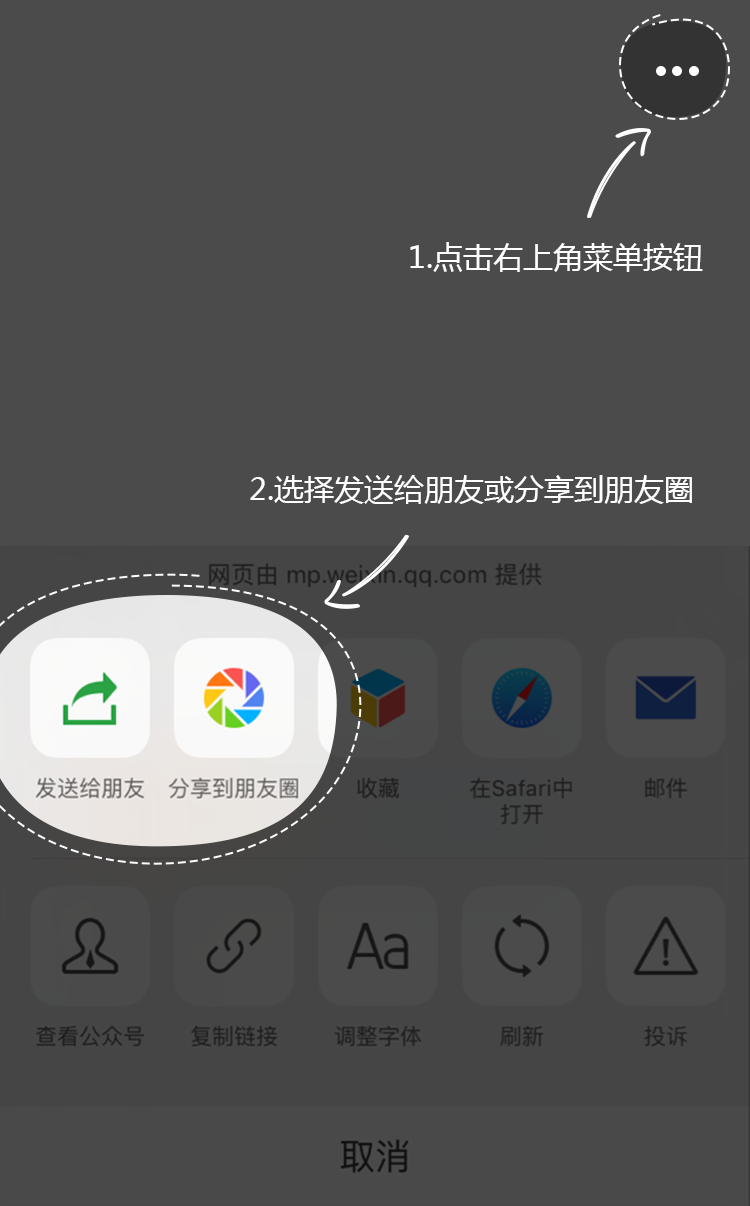 1.点击右上角菜单按钮
2.选择发送给朋友或分享到朋友圈
网页由 mp.weixin.qq.com 提供
发送给朋友
分享到朋友圈
收藏
在Safari中
打开
邮件
Aa
查看公众号
复制链接
调整字体
刷新
投诉
取消